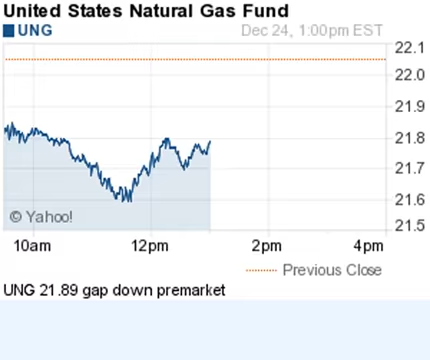 United States Natural Gas Fund
UNG Dec 24, 1:00pm EST
22.1
22.0
21.9
21.8
21.7
21.6
21.5
© Yahoo!
10am 12pm 2pm 4pm
Previous Close
UNG 21.89 gap down premarket